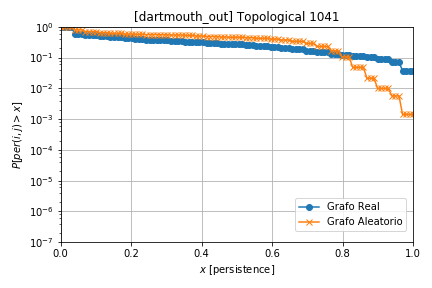 [dartmouth_out] Topological 1041
10^0
10^-1
10^-2
10^-3
10^-4
10^-5
10^-6
10^-7
P[per(i, j) > x]
Grafo Real
Grafo Aleatorio
0.0 0.2 0.4 0.6 0.8 1.0
x [persistence]